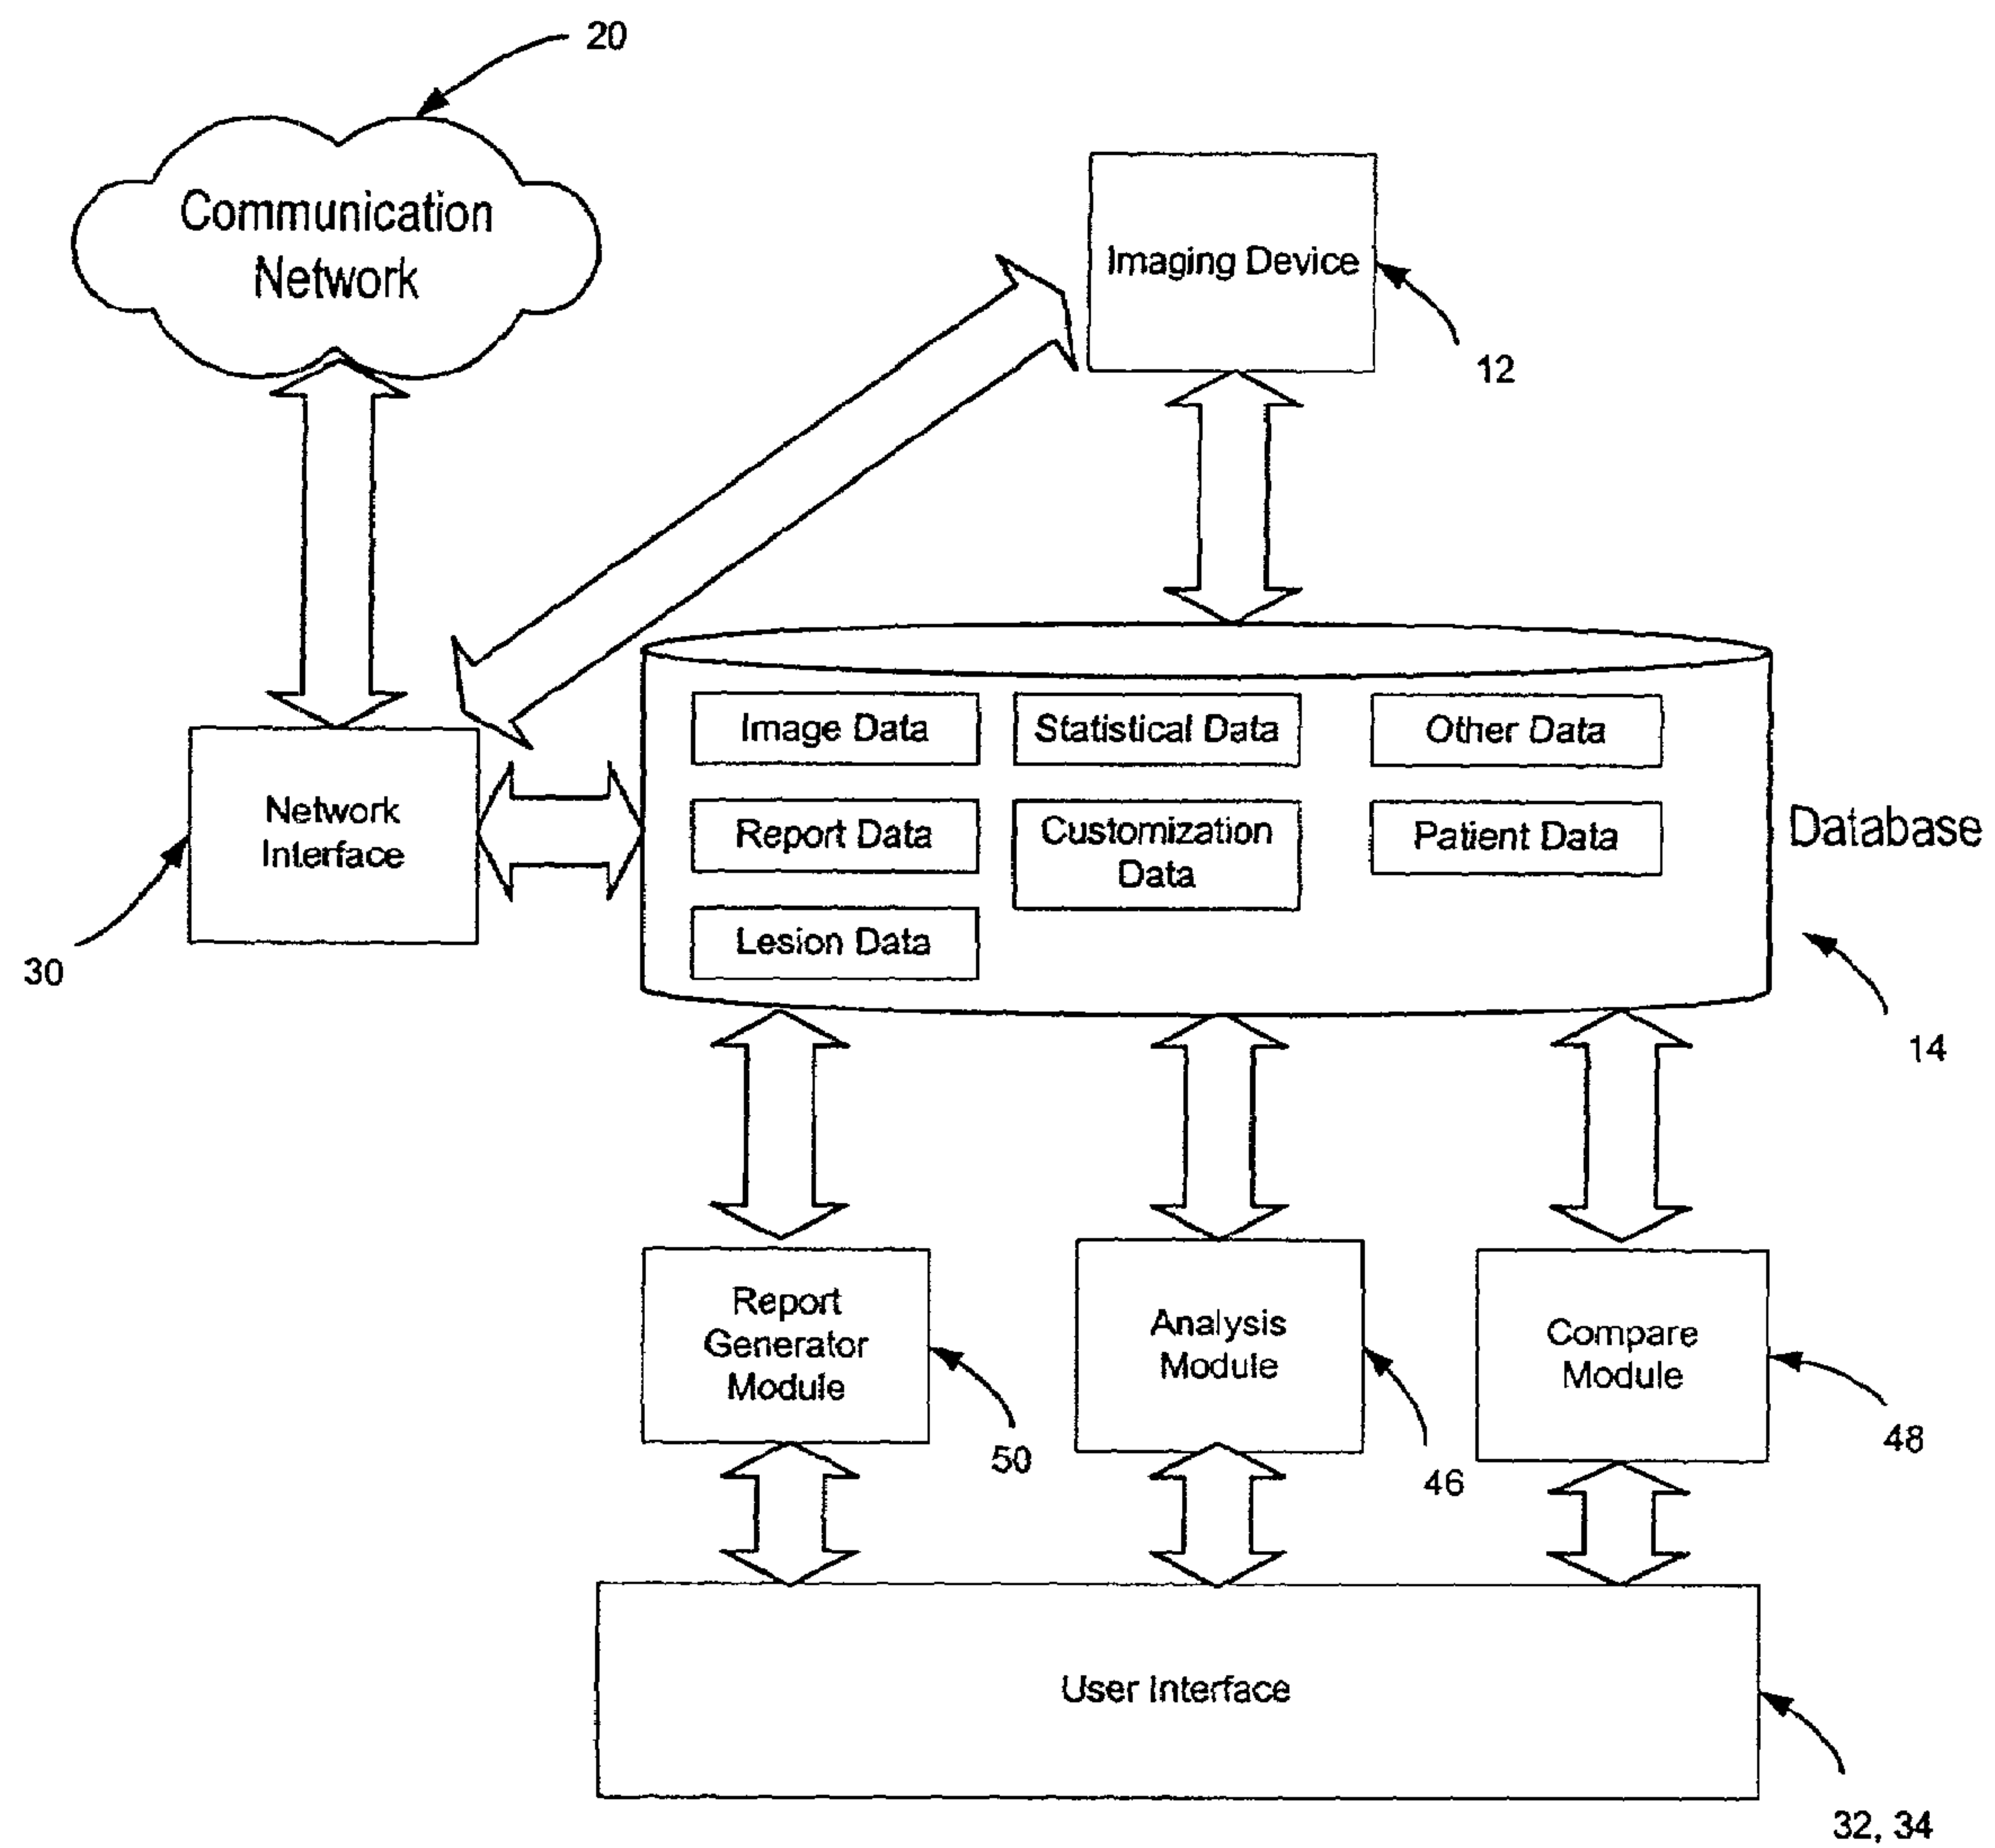 20
Communication
Network
Imaging Device
12
Image Data
Statistical Data
Other Data
Network
Interface
Report Data
Customization
Data
Patient Data
Database
Lesion Data
30
14
Report
Generator
Module
Analysis
Module
Compare
Module
50
46
48
User Interface
32, 34